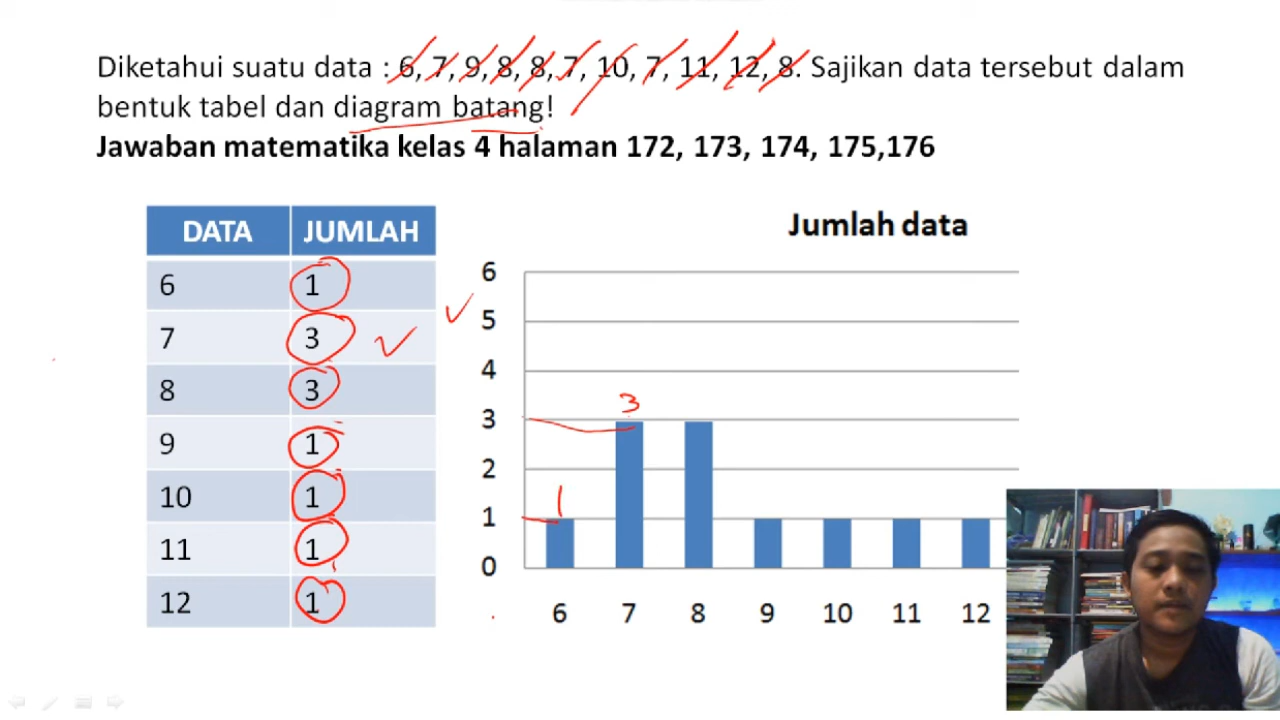 Diketahui suatu data : 6, 7, 9, 8, 8, 7, 10, 7, 11, 12, 8. Sajikan data tersebut dalam
bentuk tabel dan diagram batang!
Jawaban matematika kelas 4 halaman 172, 173, 174, 175,176
DATA JUMLAH
6 1
7 3
8 3
9 1
10 1
11 1
12 1
Jumlah data
6
5
4
3
2
1
0
3
1
6 7 8 9 10 11 12